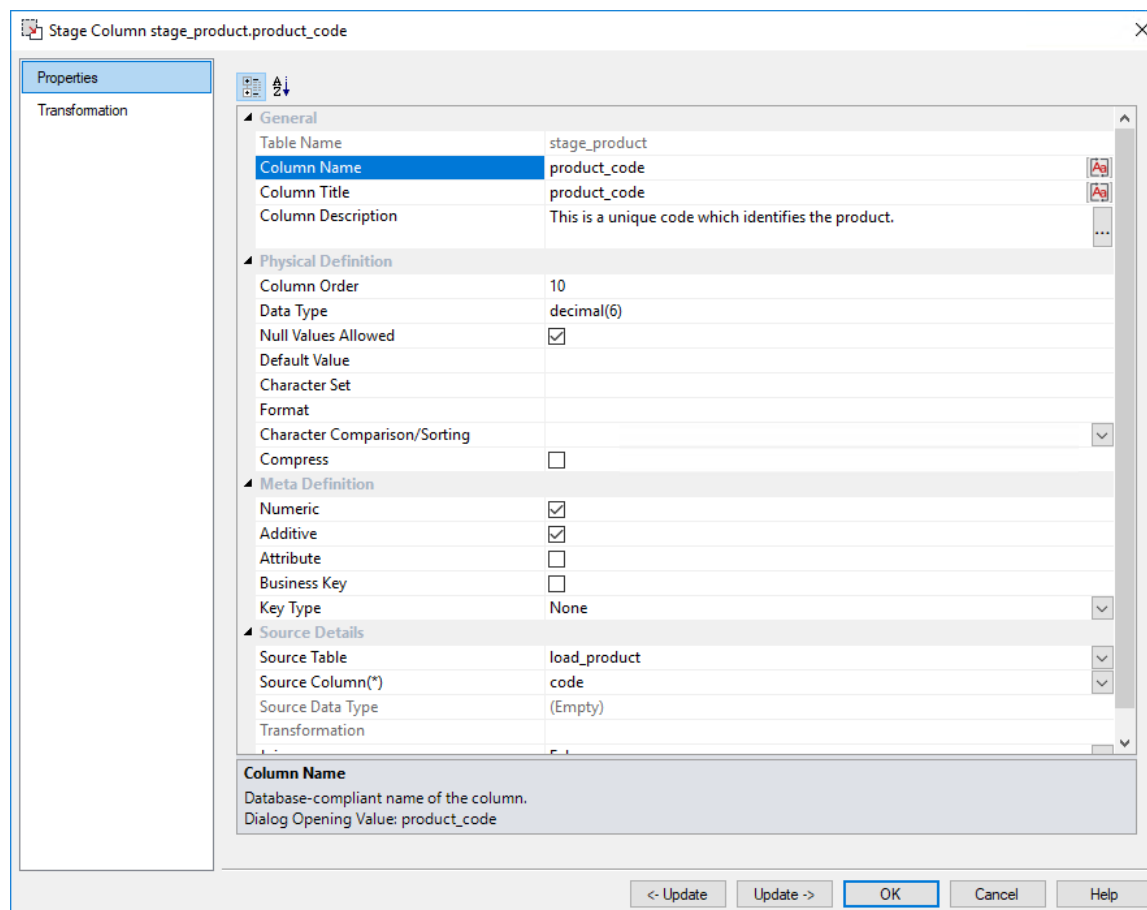 Stage Column stage_product.product_code
Properties
Transformation
General
Table Name stage_product
Column Name product_code
Column Title product_code
Column Description This is a unique code which identifies the product.
...
Physical Definition
Column Order 10
Data Type decimal(6)
Null Values Allowed
Default Value
Character Set
Format
Character Comparison/Sorting
Compress
Meta Definition
Numeric
Additive
Attribute
Business Key
Key Type None
Source Details
Source Table load_product
Source Column(*) code
Source Data Type (Empty)
Transformation
Column Name
Database-compliant name of the column.
Dialog Opening Value: product_code
<- Update Update -> OK Cancel Help